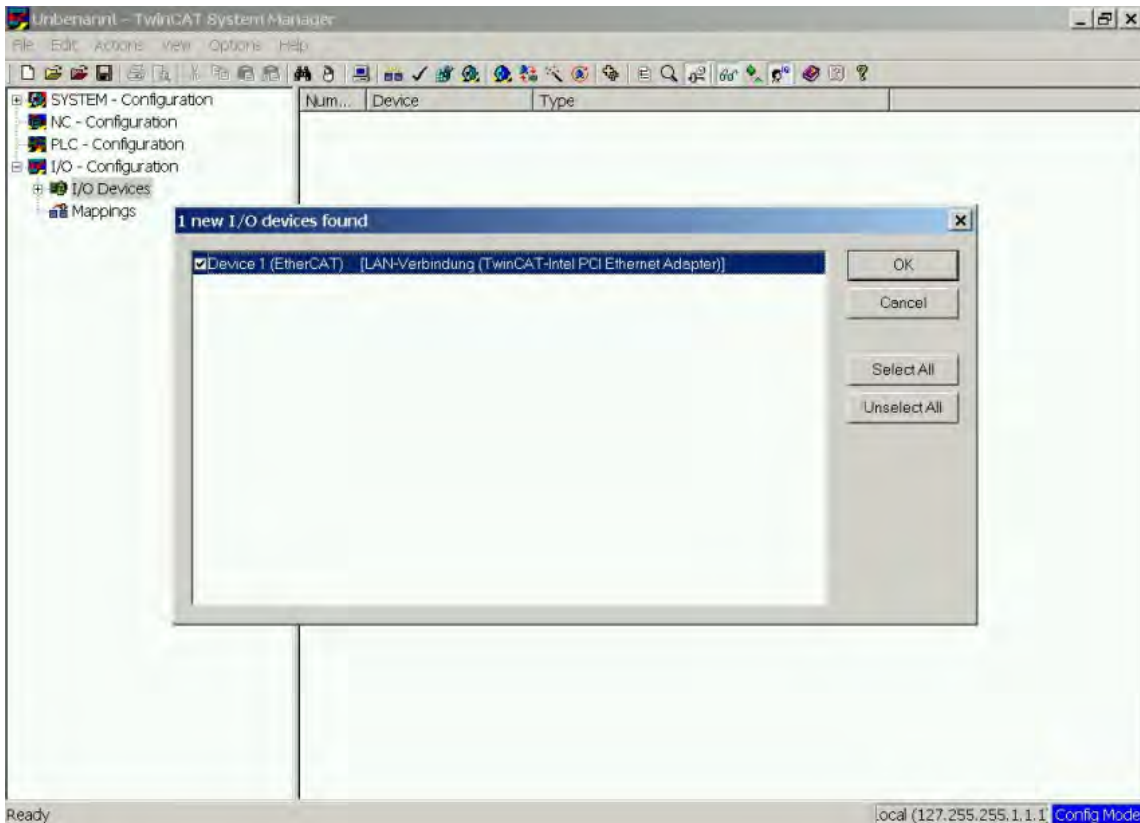 Unbenannt - TwinCAT System Manager
File Edit Actions View Options Help
SYSTEM - Configuration
NC - Configuration
PLC - Configuration
I/O - Configuration
I/O Devices
Mappings
Num... Device Type
1 new I/O devices found
Device 1 (EtherCAT) [LAN-Verbindung (TwinCAT-Intel PCI Ethernet Adapter)]
OK
Cancel
Select All
Unselect All
Ready
ocal (127.255.255.1.1.1 Config Mode